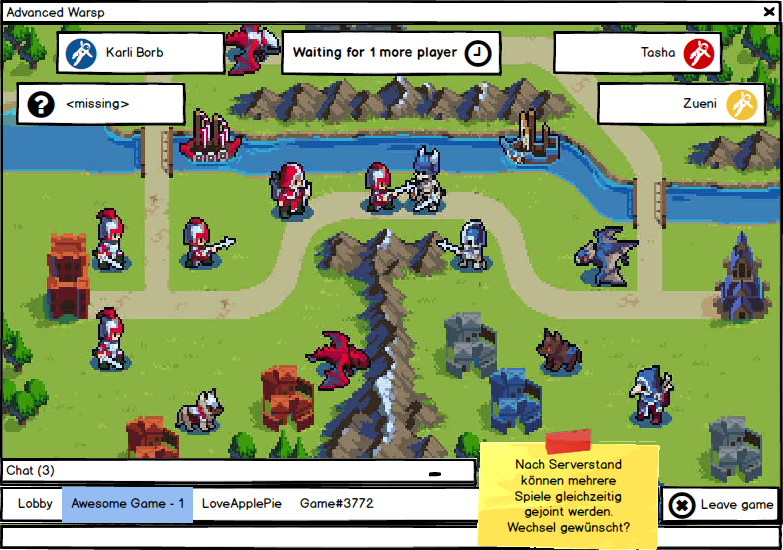 Advanced Warsp
Karli Borb
Waiting for 1 more player
Tasha
?
<missing>
Zueni
Chat (3)
Lobby
Awesome Game - 1
LoveApplePie
Game#3772
Nach Serverstand
können mehrere
Spiele gleichzeitig
gejoint werden.
Wechsel gewünscht?
Leave game